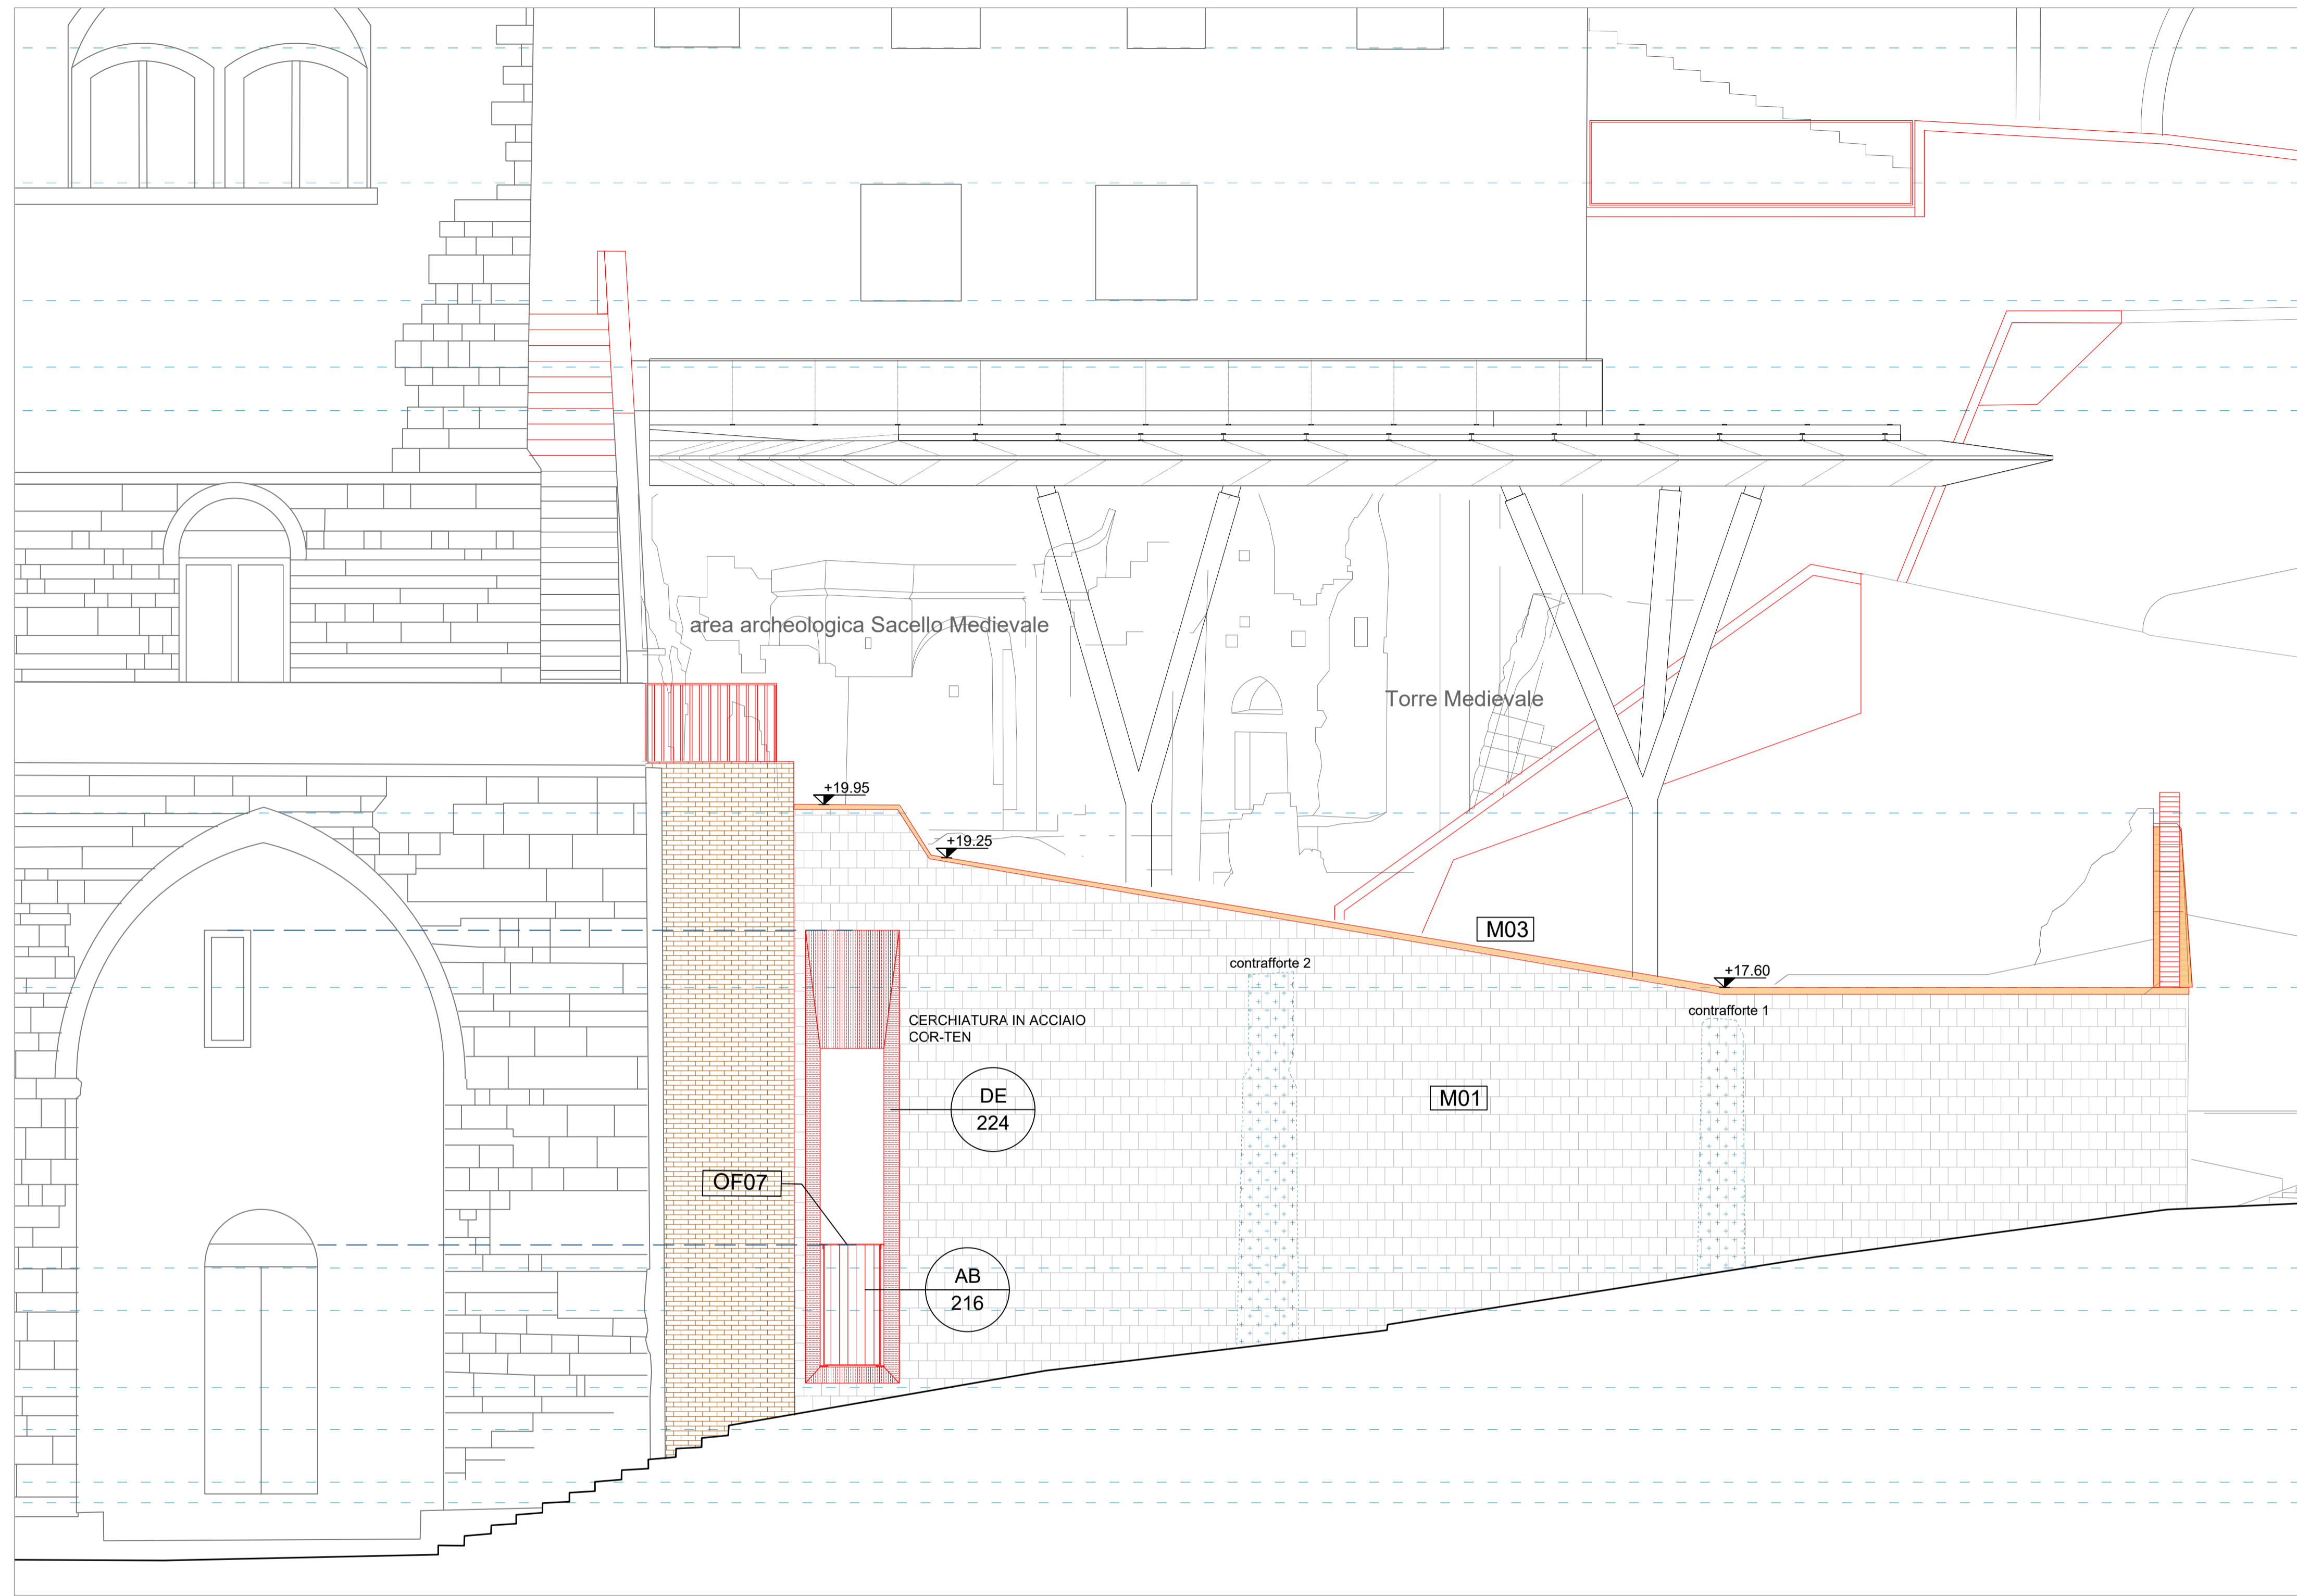 area archeologica Sacello Medievale
Torre Medievale
+19.95
+19.25
M03
contrafforte 2
+17.60
contrafforte 1
CERCHIATURA IN ACCIAIO
COR-TEN
DE
224
M01
OF07
AB
216